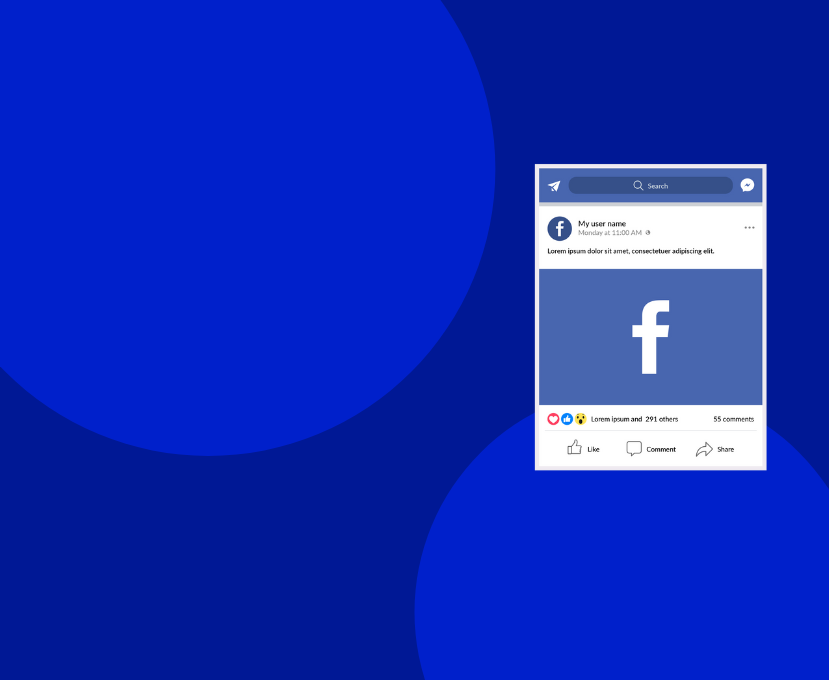 Search
My user name
Monday at 11:00 AM
Lorem ipsum dolor sit amet, consectetuer adipiscing elit.
f
Lorem ipsum and 291 others
55 comments
Like
Comment
Share